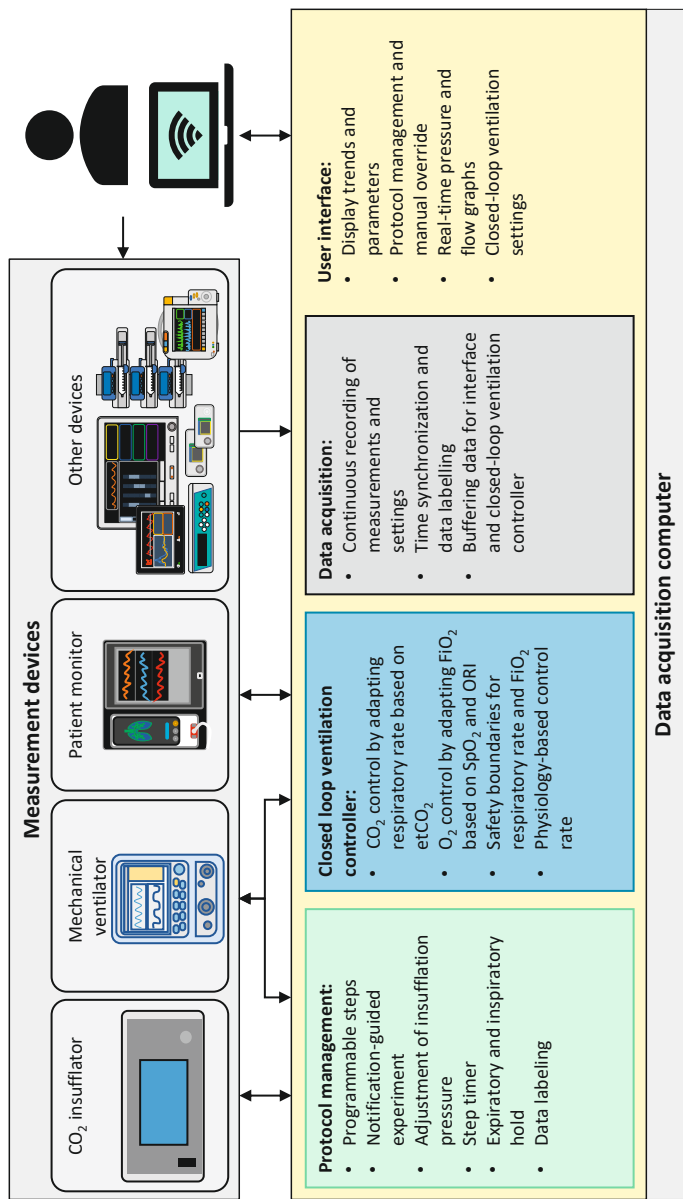 Measurement devices
CO₂ insufflator
Mechanical
ventilator
Patient monitor
Other devices
Protocol management:
• Programmable steps
• Notification-guided
experiment
• Adjustment of insufflation
pressure
• Step timer
• Expiratory and inspiratory
hold
• Data labeling
Closed loop ventilation
controller:
• CO₂ control by adapting
respiratory rate based on
etCO₂
• O₂ control by adapting FiO₂
based on SpO₂ and ORI
• Safety boundaries for
respiratory rate and FiO₂
• Physiology-based control
rate
Data acquisition:
• Continuous recording of
measurements and
settings
• Time synchronization and
data labelling
• Buffering data for interface
and closed-loop ventilation
controller
User interface:
• Display trends and
parameters
• Protocol management and
manual override
• Real-time pressure and
flow graphs
• Closed-loop ventilation
settings
Data acquisition computer